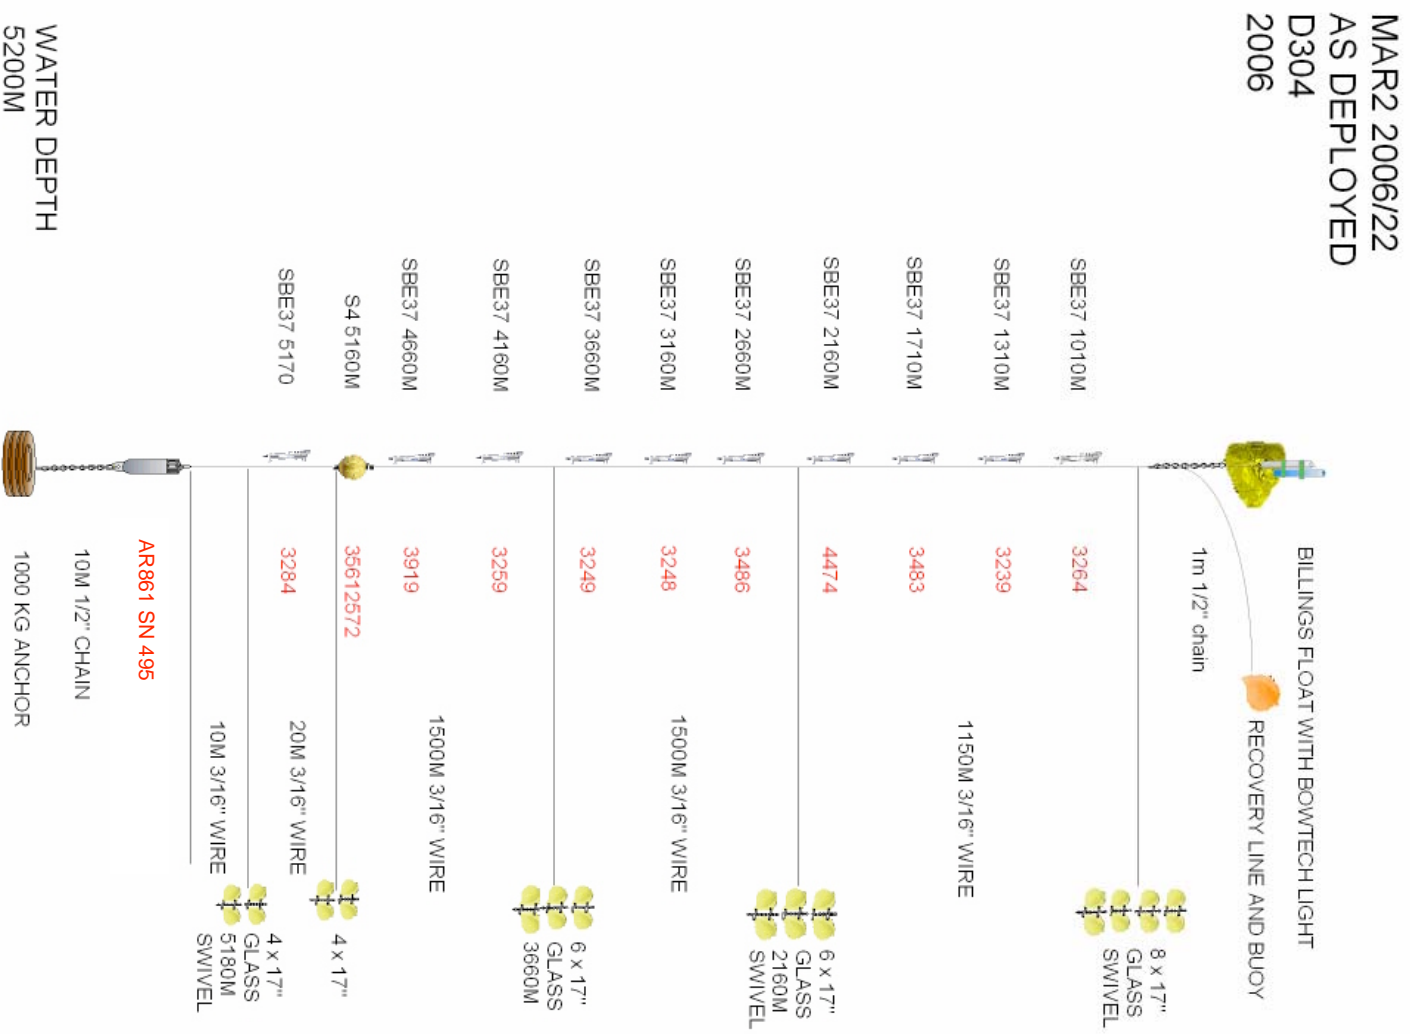 MAR2 2006/22
AS DEPLOYED
D304
2006
BILLINGS FLOAT WITH BOWTECH LIGHT
RECOVERY LINE AND BUOY
1m 1/2" chain
8 x 17"
GLASS
SWIVEL
SBE37 1010M
3264
SBE37 1310M
3239
1150M 3/16" WIRE
SBE37 1710M
3483
SBE37 2160M
4474
6 x 17"
GLASS
2160M
SWIVEL
SBE37 2660M
3486
SBE37 3160M
3248
1500M 3/16" WIRE
SBE37 3660M
3249
6 x 17"
GLASS
3660M
SBE37 4160M
3259
SBE37 4660M
3919
1500M 3/16" WIRE
S4 5160M
35612572
4 x 17"
SBE37 5170
3284
20M 3/16" WIRE
4 x 17"
GLASS
5180M
SWIVEL
10M 3/16" WIRE
AR861 SN 495
10M 1/2" CHAIN
1000 KG ANCHOR
WATER DEPTH
5200M